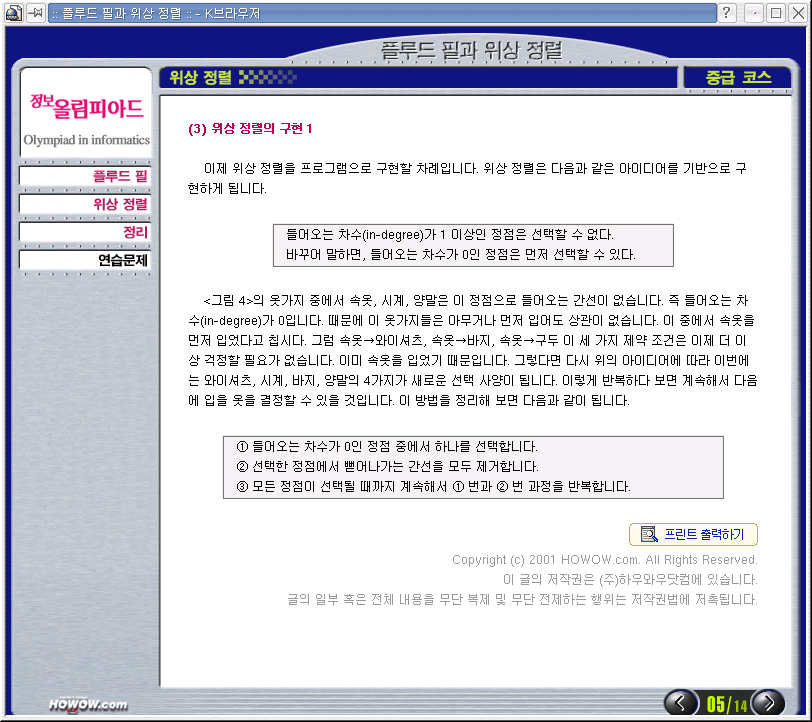 :: 플루드 필과 위상 정렬 :: - K브라우저
플루드 필과 위상 정렬
위상 정렬
중급 코스
정보올림피아드
Olympiad in informatics
플루드 필
위상 정렬
정리
연습문제
(3) 위상 정렬의 구현 1
이제 위상 정렬을 프로그램으로 구현할 차례입니다. 위상 정렬은 다음과 같은 아이디어를 기반으로 구
현하게 됩니다.
들어오는 차수(in-degree)가 1 이상인 정점은 선택할 수 없다.
바꾸어 말하면, 들어오는 차수가 0인 정점은 먼저 선택할 수 있다.
<그림 4>의 옷가지 중에서 속옷, 시계, 양말은 이 정점으로 들어오는 간선이 없습니다. 즉 들어오는 차
수(in-degree)가 0입니다. 때문에 이 옷가지들은 아무거나 먼저 입어도 상관이 없습니다. 이 중에서 속옷을
먼저 입었다고 칩시다. 그럼 속옷→와이셔츠, 속옷→바지, 속옷→구두 이 세 가지 제약 조건은 이제 더 이
상 걱정할 필요가 없습니다. 이미 속옷을 입었기 때문입니다. 그렇다면 다시 위의 아이디어에 따라 이번에
는 와이셔츠, 시계, 바지, 양말의 4가지가 새로운 선택 사양이 됩니다. 이렇게 반복하다 보면 계속해서 다음
에 입을 옷을 결정할 수 있을 것입니다. 이 방법을 정리해 보면 다음과 같이 됩니다.
① 들어오는 차수가 0인 정점 중에서 하나를 선택합니다.
② 선택한 정점에서 뻗어나가는 간선을 모두 제거합니다.
③ 모든 정점이 선택될 때까지 계속해서 ① 번과 ② 번 과정을 반복합니다.
프린트 출력하기
Copyright (c) 2001 HOWOW.com. All Rights Reserved.
이 글의 저작권은 (주)하우와우닷컴에 있습니다.
글의 일부 혹은 전체 내용을 무단 복제 및 무단 전제하는 행위는 저작권법에 저촉됩니다.
HOWOW.com
05/14